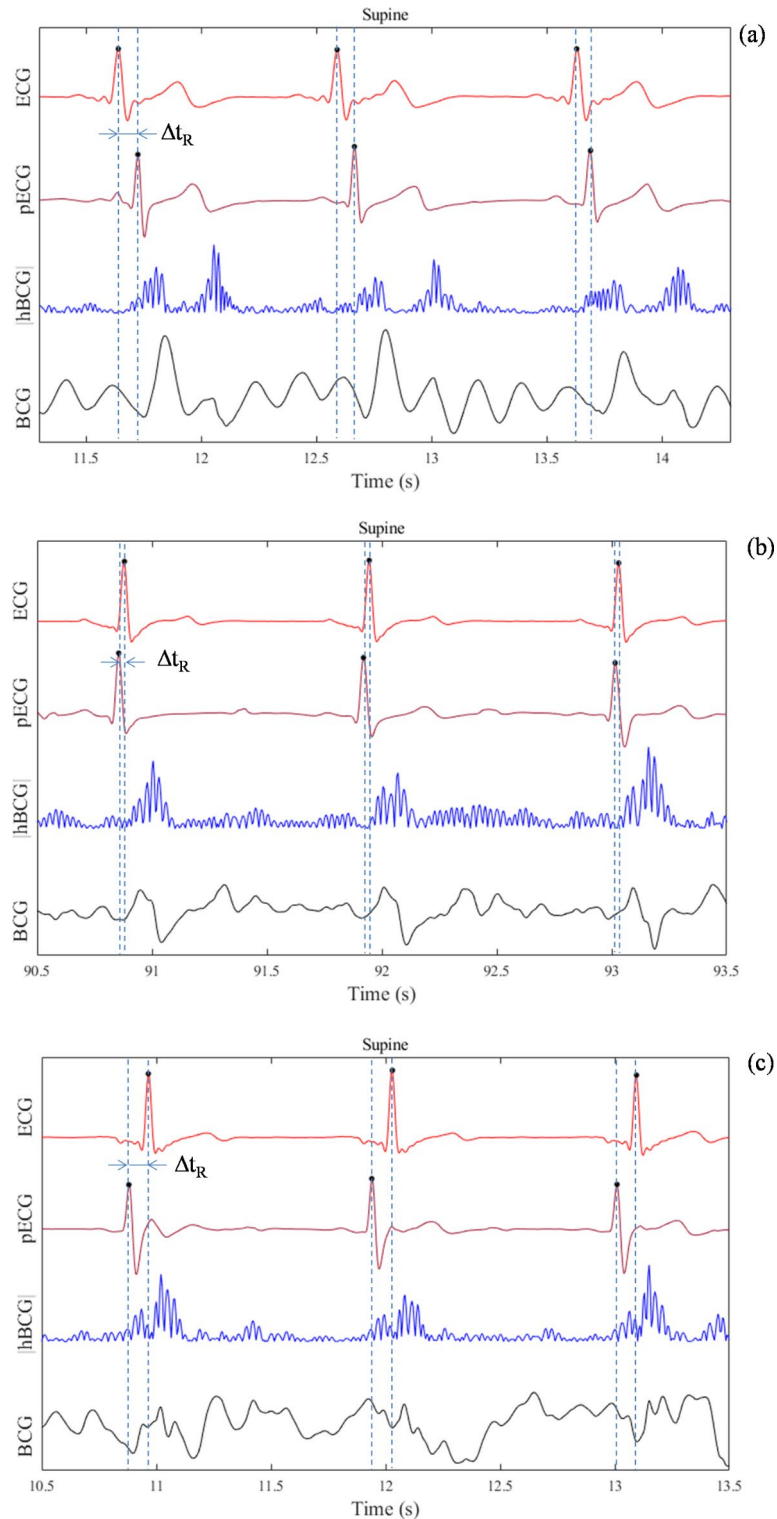 Supine
(a)
ECG
Δt_R
pECG
|hBCG|
BCG
11.5 12 12.5 13 13.5 14
Time (s)
Supine
(b)
ECG
Δt_R
pECG
|hBCG|
BCG
90.5 91 91.5 92 92.5 93 93.5
Time (s)
Supine
(c)
ECG
Δt_R
pECG
|hBCG|
BCG
10.5 11 11.5 12 12.5 13 13.5
Time (s)